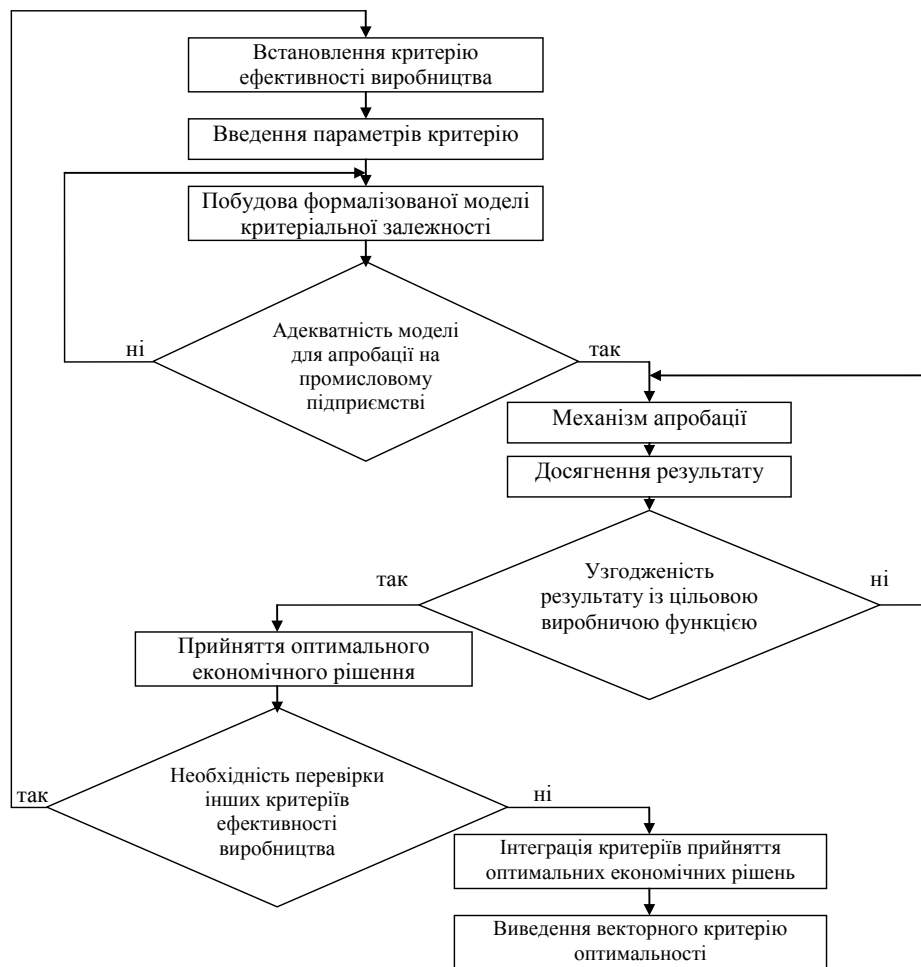 Встановлення критерію
ефективності виробництва
Введення параметрів критерію
Побудова формалізованої моделі
критеріальної залежності
Адекватність моделі
для апробації на
промисловому
підприємстві
ні
так
Механізм апробації
Досягнення результату
Узгодженість
результату із цільовою
виробничою функцією
так
ні
Прийняття оптимального
економічного рішення
Необхідність перевірки
інших критеріїв
ефективності
виробництва
так
ні
Інтеграція критеріїв прийняття
оптимальних економічних рішень
Виведення векторного критерію
оптимальності